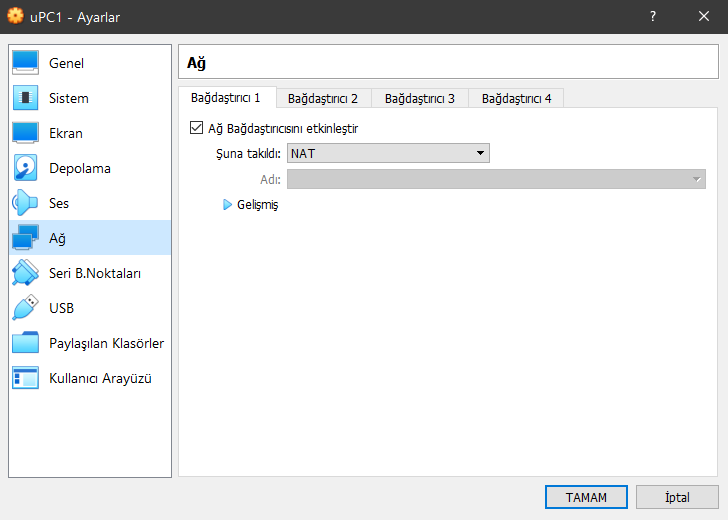 uPC1 - Ayarlar
?
Genel
Sistem
Ekran
Depolama
Ses
Ağ
Seri B.Noktaları
USB
Paylaşılan Klasörler
Kullanıcı Arayüzü
Ağ
Bağdaştırıcı 1 Bağdaştırıcı 2 Bağdaştırıcı 3 Bağdaştırıcı 4
Ağ Bağdaştırıcısını etkinleştir
Şuna takıldı: NAT
Adı:
Gelişmiş
TAMAM İptal